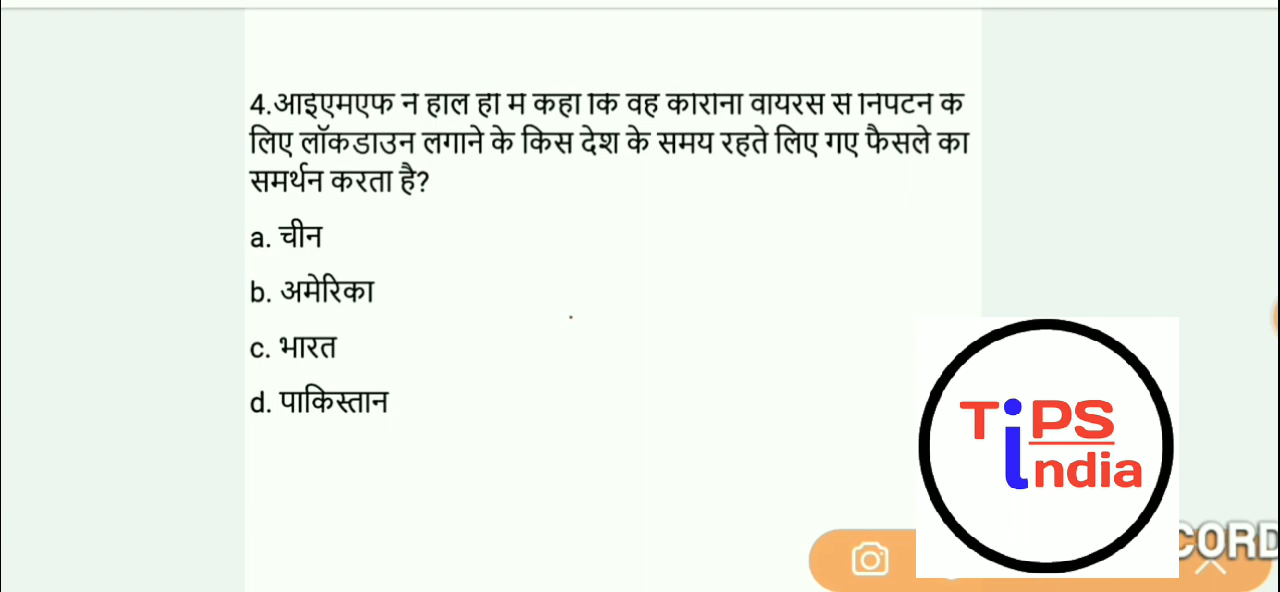 4.आइएमएफ ने हाल ही में कहा कि वह कोरोना वायरस से निपटने के
लिए लॉकडाउन लगाने के किस देश के समय रहते लिए गए फैसले का
समर्थन करता है?
a. चीन
b. अमेरिका
c. भारत
d. पाकिस्तान
TiPS
india
CORD